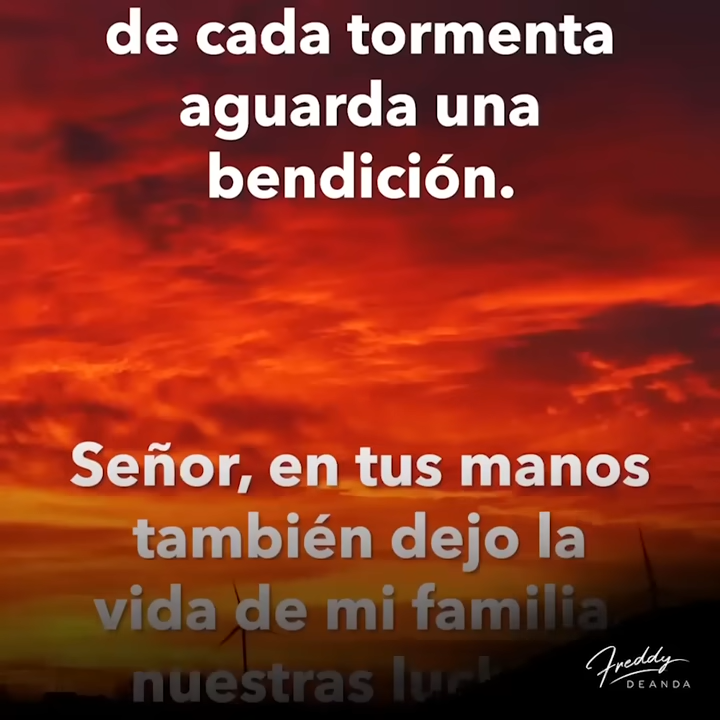 de cada tormenta
aguarda una
bendición.
Señor, en tus manos
también dejo la
vida de mi familia
nuestras
Freddy
DEANDA